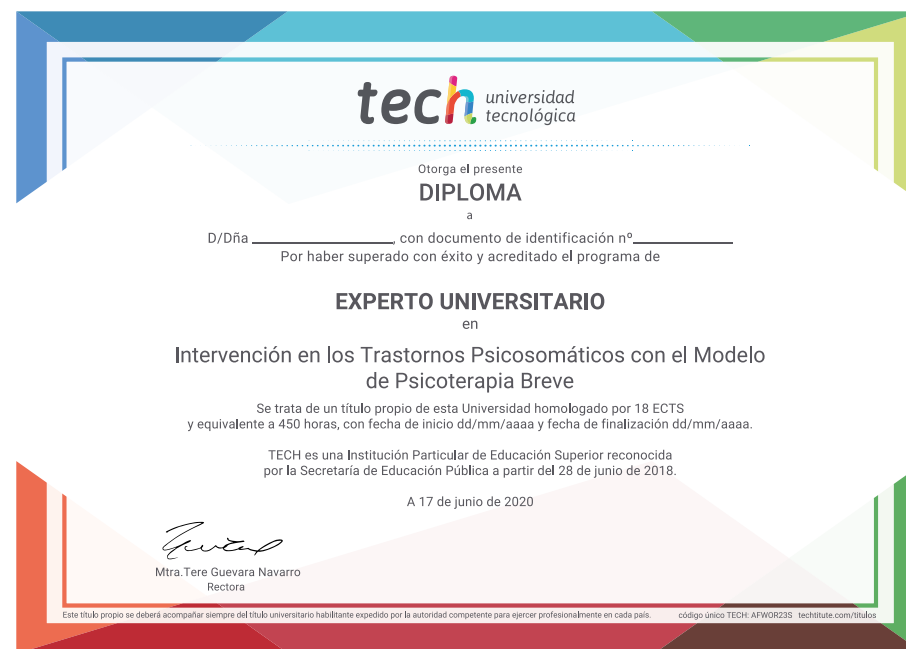 tech universidad
tecnológica
Otorga el presente
DIPLOMA
a
D/Dña ____________________, con documento de identificación nº______________
Por haber superado con éxito y acreditado el programa de
EXPERTO UNIVERSITARIO
en
Intervención en los Trastornos Psicosomáticos con el Modelo
de Psicoterapia Breve
Se trata de un título propio de esta Universidad homologado por 18 ECTS
y equivalente a 450 horas, con fecha de inicio dd/mm/aaaa y fecha de finalización dd/mm/aaaa.
TECH es una Institución Particular de Educación Superior reconocida
por la Secretaría de Educación Pública a partir del 28 de junio de 2018.
A 17 de junio de 2020
Mtra.Tere Guevara Navarro
Rectora
Este título propio se deberá acompañar siempre del título universitario habilitante expedido por la autoridad competente para ejercer profesionalmente en cada país. código único TECH: AFWOR23S techtitute.com/titulos